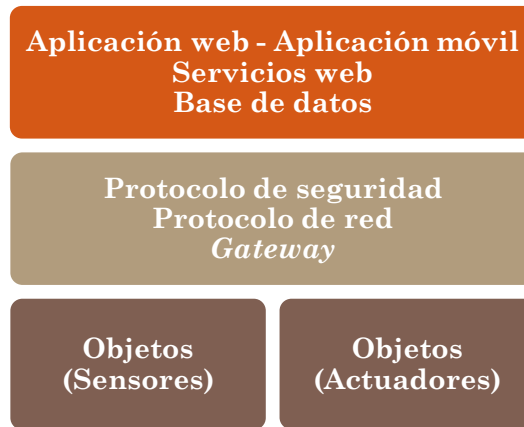 Aplicación web - Aplicación móvil
Servicios web
Base de datos
Protocolo de seguridad
Protocolo de red
Gateway
Objetos
(Sensores)
Objetos
(Actuadores)